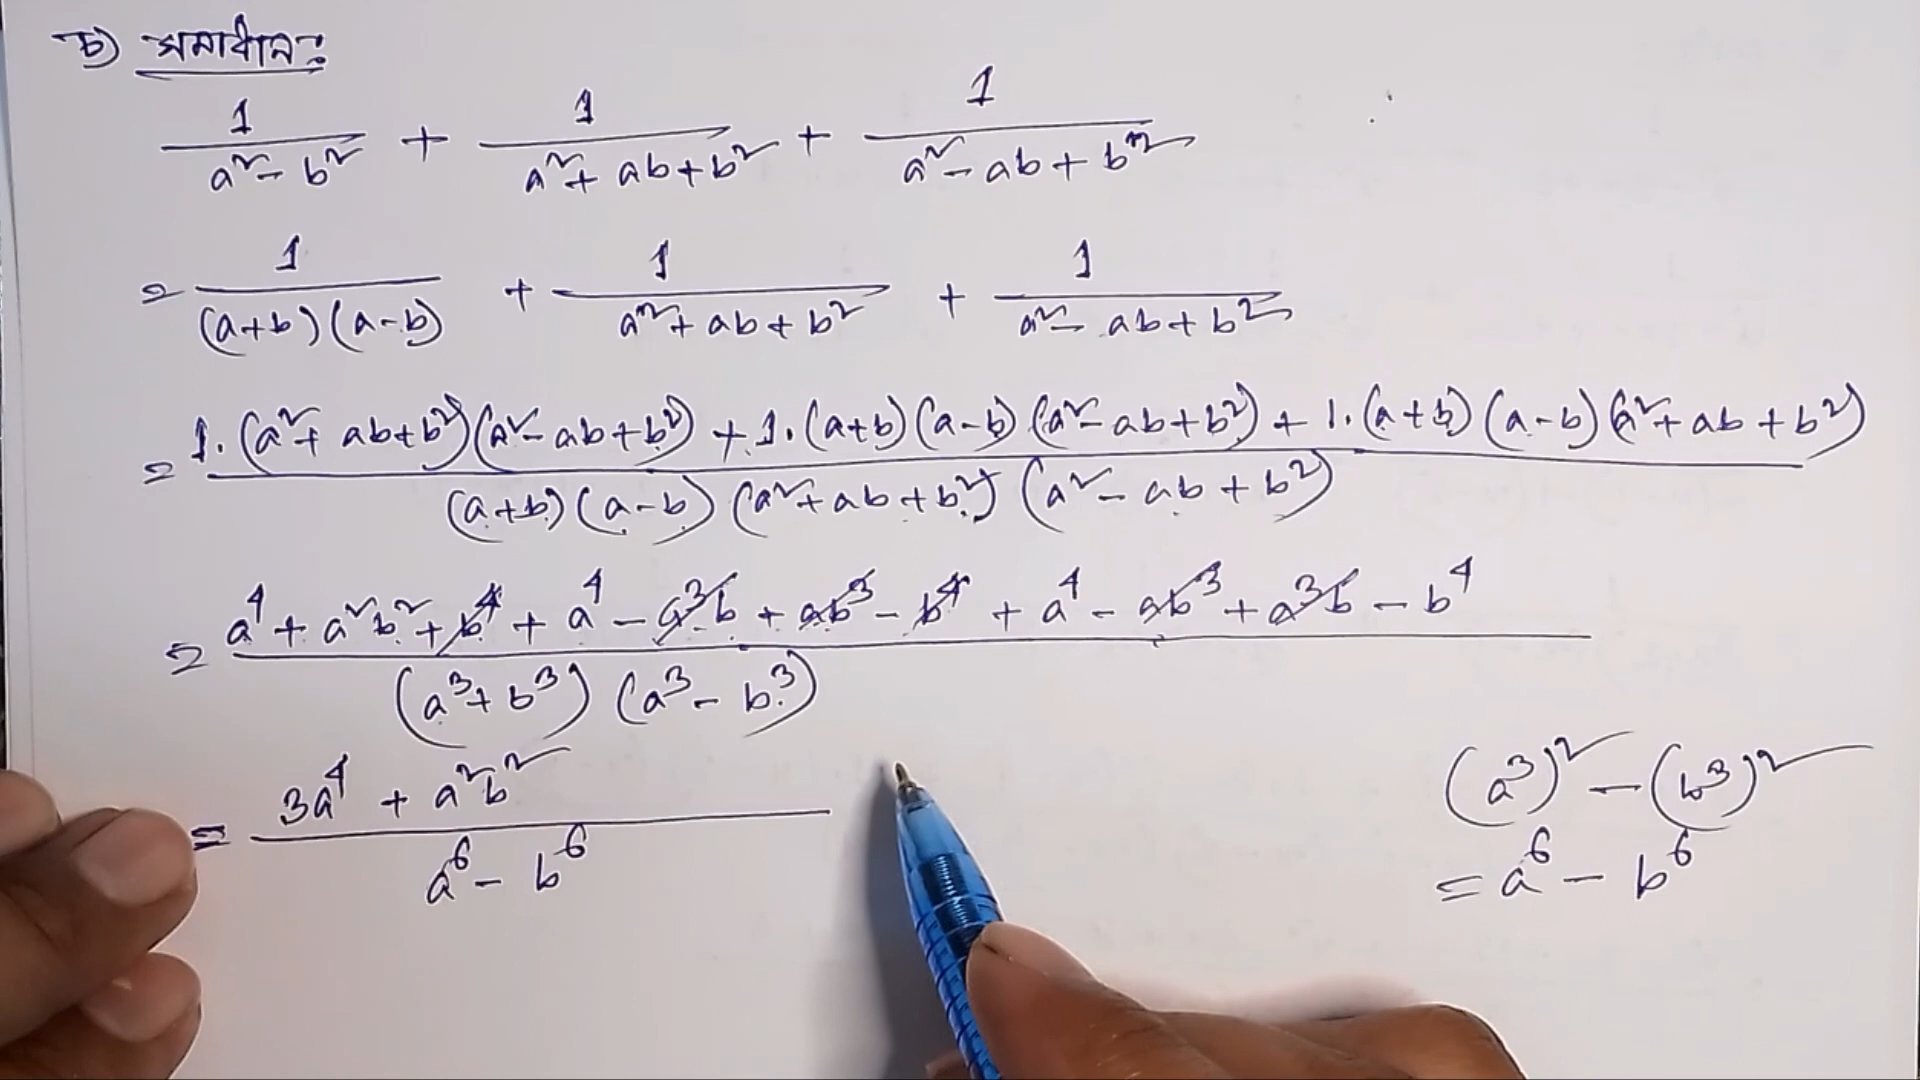 চ) সমাধান:
1/(a²-b²) + 1/(a²+ab+b²) + 1/(a²-ab+b²)
= 1/((a+b)(a-b)) + 1/(a²+ab+b²) + 1/(a²-ab+b²)
= (1.(a²+ab+b²)(a²-ab+b²) + 1.(a+b)(a-b)(a²-ab+b²) + 1.(a+b)(a-b)(a²+ab+b²))/((a+b)(a-b)(a²+ab+b²)(a²-ab+b²))
= (a⁴+a²b²+b⁴+a⁴-a³b+ab³-b⁴+a⁴-ab³+a³b-b⁴)/((a³+b³)(a³-b³))
= (3a⁴+a²b²)/(a⁶-b⁶)
(a³)²-(b³)²
= a⁶-b⁶